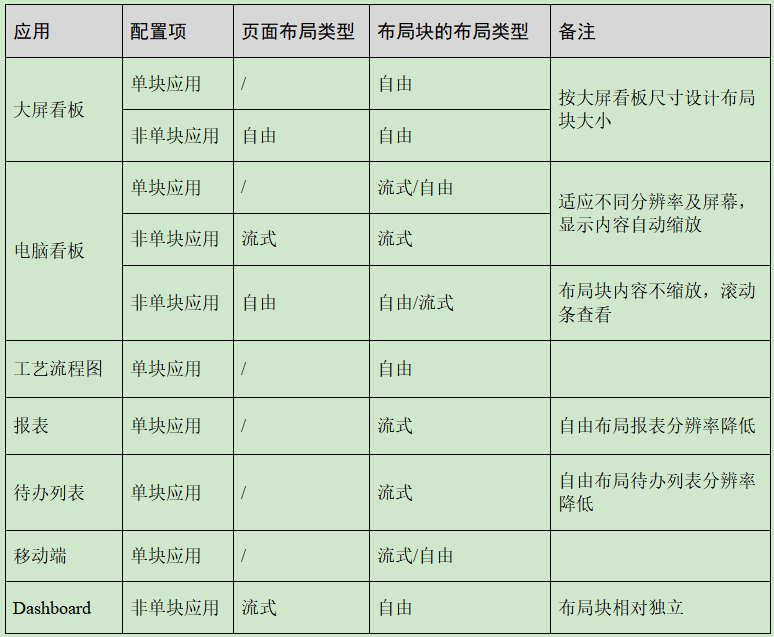 应用 配置项 页面布局类型 布局块的布局类型 备注
大屏看板 单块应用 / 自由 按大屏看板尺寸设计布局
块大小
非单块应用 自由 自由
电脑看板 单块应用 / 流式/自由 适应不同分辨率及屏幕，
显示内容自动缩放
非单块应用 流式 流式
非单块应用 自由 自由/流式 布局块内容不缩放，滚动
条查看
工艺流程图 单块应用 / 自由
报表 单块应用 / 流式 自由布局报表分辨率降低
待办列表 单块应用 / 流式 自由布局待办列表分辨率
降低
移动端 单块应用 / 流式/自由
Dashboard 非单块应用 流式 自由 布局块相对独立